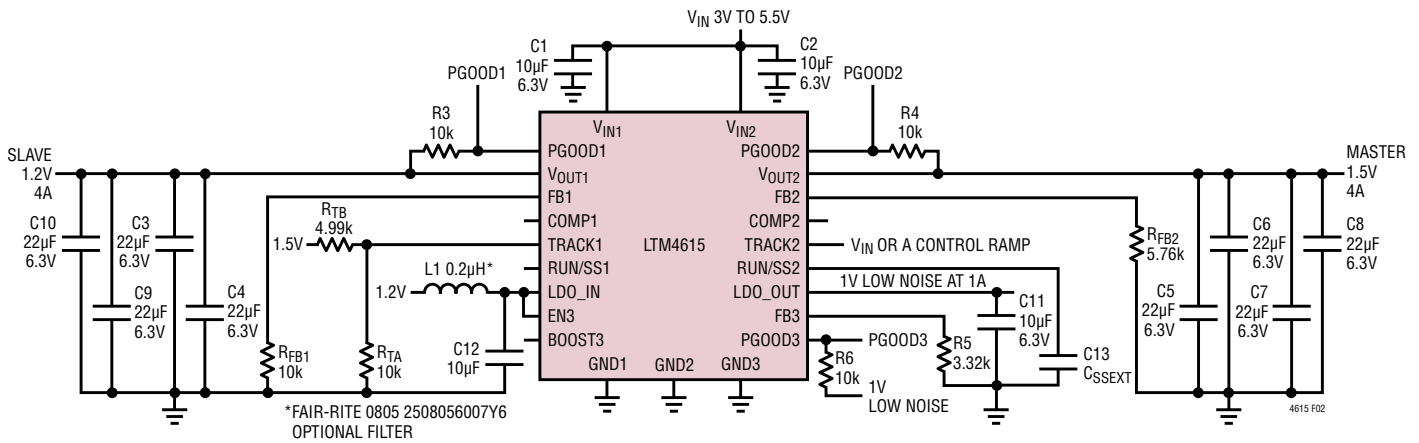 V_IN 3V TO 5.5V
C1
10µF
6.3V
C2
10µF
6.3V
PGOOD1
PGOOD2
R3
10k
R4
10k
V_IN1
V_IN2
PGOOD1
PGOOD2
SLAVE
1.2V
4A
V_OUT1
V_OUT2
MASTER
1.5V
4A
FB1
FB2
COMP1
COMP2
C10
22µF
6.3V
C3
22µF
6.3V
R_TB
4.99k
1.5V
TRACK1
LTM4615
TRACK2
V_IN OR A CONTROL RAMP
R_FB2
5.76k
C6
22µF
6.3V
C8
22µF
6.3V
RUN/SS1
RUN/SS2
L1 0.2µH*
1.2V
LDO_IN
LDO_OUT
1V LOW NOISE AT 1A
C9
22µF
6.3V
C4
22µF
6.3V
EN3
FB3
C11
10µF
6.3V
C5
22µF
6.3V
C7
22µF
6.3V
BOOST3
PGOOD3
PGOOD3
R_FB1
10k
R_TA
10k
C12
10µF
GND1
GND2
GND3
R6
10k
R5
3.32k
C13
C_SSEXT
1V
LOW NOISE
*FAIR-RITE 0805 2508056007Y6
OPTIONAL FILTER
4615 F02